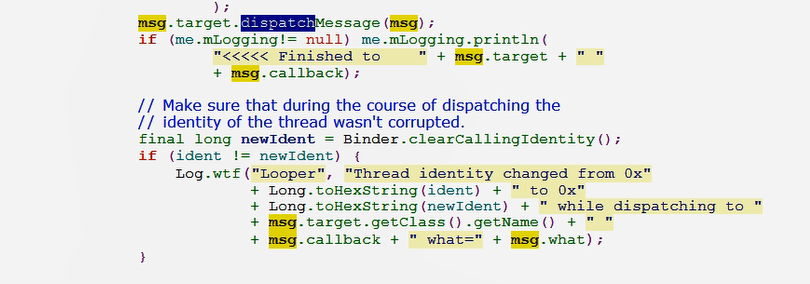 );
msg.target.dispatchMessage(msg);
if (me.mLogging!= null) me.mLogging.println(
"<<<<< Finished to    " + msg.target + " "
+ msg.callback);
// Make sure that during the course of dispatching the
// identity of the thread wasn't corrupted.
final long newIdent = Binder.clearCallingIdentity();
if (ident != newIdent) {
Log.wtf("Looper", "Thread identity changed from 0x"
+ Long.toHexString(ident) + " to 0x"
+ Long.toHexString(newIdent) + " while dispatching to "
+ msg.target.getClass().getName() + " "
+ msg.callback + " what=" + msg.what);
}